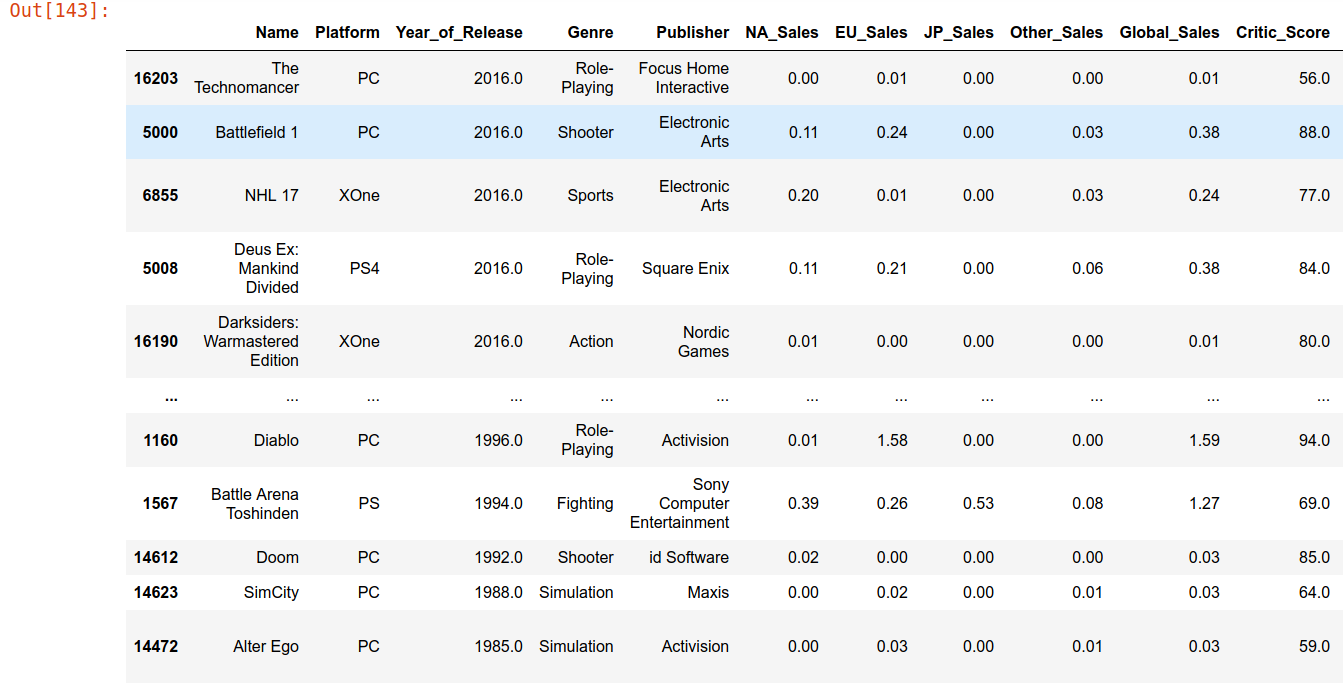 Out[143]:
Name Platform Year_of_Release Genre Publisher NA_Sales EU_Sales JP_Sales Other_Sales Global_Sales Critic_Score
16203 The Technomancer PC 2016.0 Role-Playing Focus Home Interactive 0.00 0.01 0.00 0.00 0.01 56.0
5000 Battlefield 1 PC 2016.0 Shooter Electronic Arts 0.11 0.24 0.00 0.03 0.38 88.0
6855 NHL 17 XOne 2016.0 Sports Electronic Arts 0.20 0.01 0.00 0.03 0.24 77.0
5008 Deus Ex: Mankind Divided PS4 2016.0 Role-Playing Square Enix 0.11 0.21 0.00 0.06 0.38 84.0
16190 Darksiders: Warmastered Edition XOne 2016.0 Action Nordic Games 0.01 0.00 0.00 0.00 0.01 80.0
... ... ... ... ... ... ... ... ... ... ... ...
1160 Diablo PC 1996.0 Role-Playing Activision 0.01 1.58 0.00 0.00 1.59 94.0
1567 Battle Arena Toshinden PS 1994.0 Fighting Sony Computer Entertainment 0.39 0.26 0.53 0.08 1.27 69.0
14612 Doom PC 1992.0 Shooter id Software 0.02 0.00 0.00 0.00 0.03 85.0
14623 SimCity PC 1988.0 Simulation Maxis 0.00 0.02 0.00 0.01 0.03 64.0
14472 Alter Ego PC 1985.0 Simulation Activision 0.00 0.03 0.00 0.01 0.03 59.0